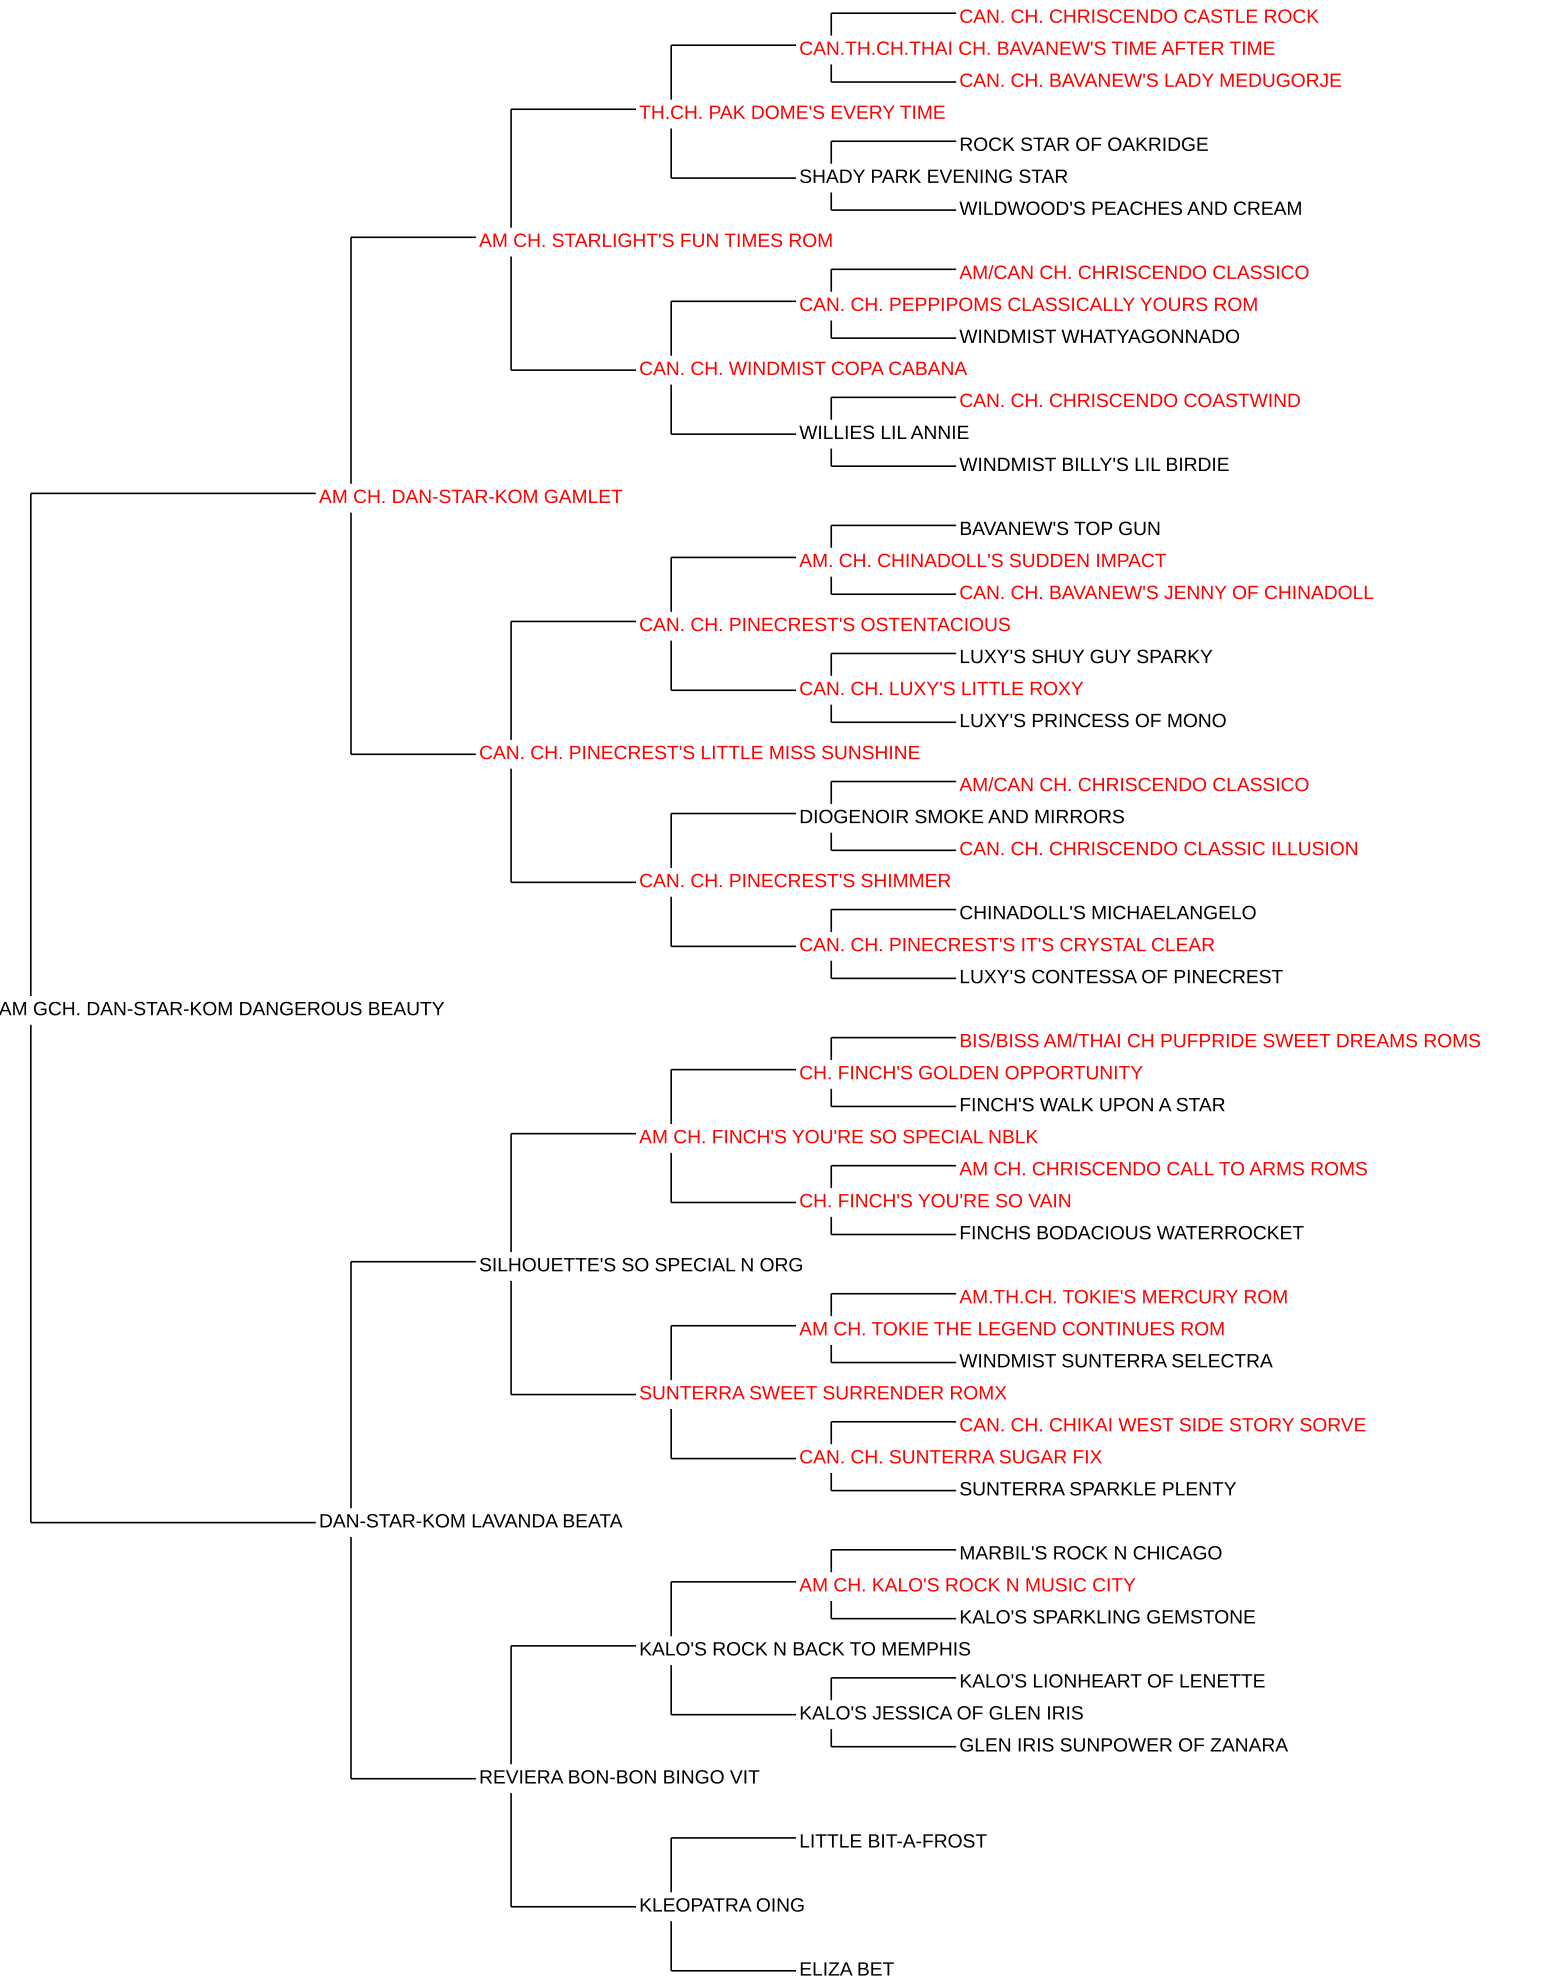 CAN. CH. CHRISCENDO CASTLE ROCK
CAN.TH.CH.THAI CH. BAVANEW'S TIME AFTER TIME
CAN. CH. BAVANEW'S LADY MEDUGORJE
TH.CH. PAK DOME'S EVERY TIME
ROCK STAR OF OAKRIDGE
SHADY PARK EVENING STAR
WILDWOOD'S PEACHES AND CREAM
AM CH. STARLIGHT'S FUN TIMES ROM
AM/CAN CH. CHRISCENDO CLASSICO
CAN. CH. PEPPIPOMS CLASSICALLY YOURS ROM
WINDMIST WHATYAGONNADO
CAN. CH. WINDMIST COPA CABANA
CAN. CH. CHRISCENDO COASTWIND
WILLIES LIL ANNIE
WINDMIST BILLY'S LIL BIRDIE
AM CH. DAN-STAR-KOM GAMLET
BAVANEW'S TOP GUN
AM. CH. CHINADOLL'S SUDDEN IMPACT
CAN. CH. BAVANEW'S JENNY OF CHINADOLL
CAN. CH. PINECREST'S OSTENTACIOUS
LUXY'S SHUY GUY SPARKY
CAN. CH. LUXY'S LITTLE ROXY
LUXY'S PRINCESS OF MONO
CAN. CH. PINECREST'S LITTLE MISS SUNSHINE
AM/CAN CH. CHRISCENDO CLASSICO
DIOGENOIR SMOKE AND MIRRORS
CAN. CH. CHRISCENDO CLASSIC ILLUSION
CAN. CH. PINECREST'S SHIMMER
CHINADOLL'S MICHAELANGELO
CAN. CH. PINECREST'S IT'S CRYSTAL CLEAR
LUXY'S CONTESSA OF PINECREST
AM GCH. DAN-STAR-KOM DANGEROUS BEAUTY
BIS/BISS AM/THAI CH PUFPRIDE SWEET DREAMS ROMS
CH. FINCH'S GOLDEN OPPORTUNITY
FINCH'S WALK UPON A STAR
AM CH. FINCH'S YOU'RE SO SPECIAL NBLK
AM CH. CHRISCENDO CALL TO ARMS ROMS
CH. FINCH'S YOU'RE SO VAIN
FINCHS BODACIOUS WATERROCKET
SILHOUETTE'S SO SPECIAL N ORG
AM.TH.CH. TOKIE'S MERCURY ROM
AM CH. TOKIE THE LEGEND CONTINUES ROM
WINDMIST SUNTERRA SELECTRA
SUNTERRA SWEET SURRENDER ROMX
CAN. CH. CHIKAI WEST SIDE STORY SORVE
CAN. CH. SUNTERRA SUGAR FIX
SUNTERRA SPARKLE PLENTY
DAN-STAR-KOM LAVANDA BEATA
MARBIL'S ROCK N CHICAGO
AM CH. KALO'S ROCK N MUSIC CITY
KALO'S SPARKLING GEMSTONE
KALO'S ROCK N BACK TO MEMPHIS
KALO'S LIONHEART OF LENETTE
KALO'S JESSICA OF GLEN IRIS
GLEN IRIS SUNPOWER OF ZANARA
REVIERA BON-BON BINGO VIT
LITTLE BIT-A-FROST
KLEOPATRA OING
ELIZA BET